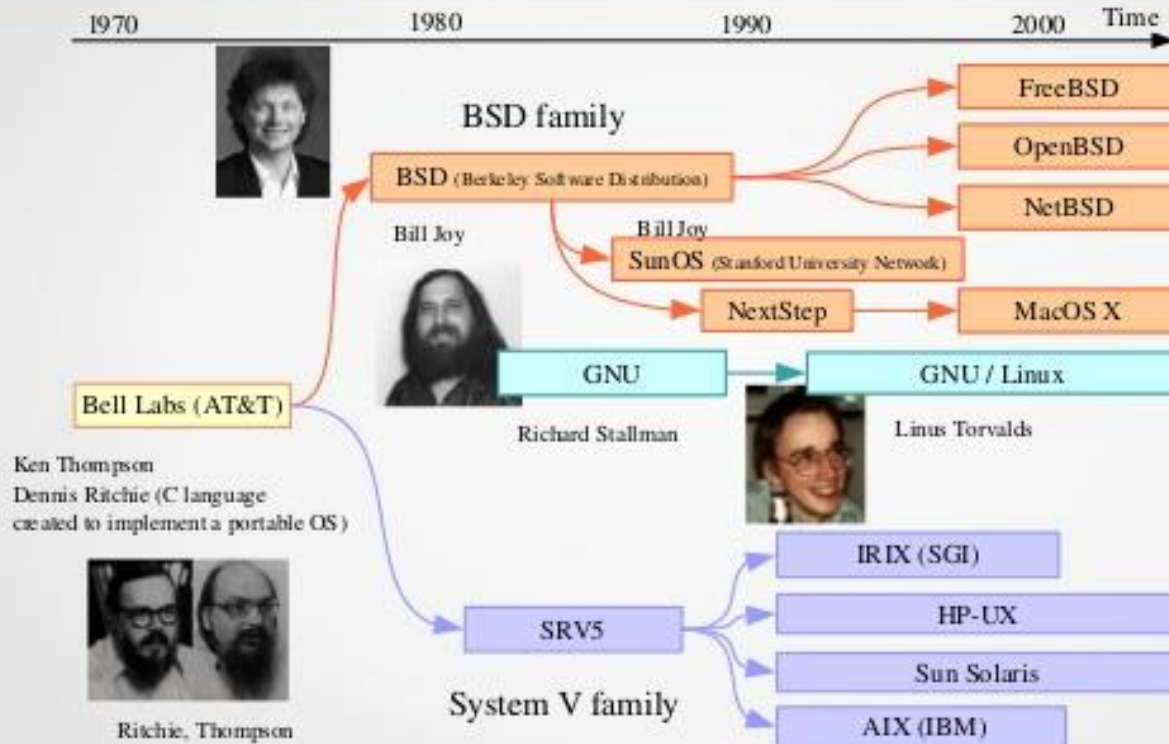 1970 1980 1990 2000 Time
BSD family
FreeBSD
OpenBSD
NetBSD
BSD (Berkeley Software Distribution)
Bill Joy
Bill Joy
SunOS (Stanford University Network)
NextStep
MacOS X
GNU
GNU / Linux
Richard Stallman
Linus Torvalds
Bell Labs (AT&T)
Ken Thompson
Dennis Ritchie (C language
created to implement a portable OS)
Ritchie, Thompson
SRV5
System V family
IRIX (SGI)
HP-UX
Sun Solaris
AIX (IBM)